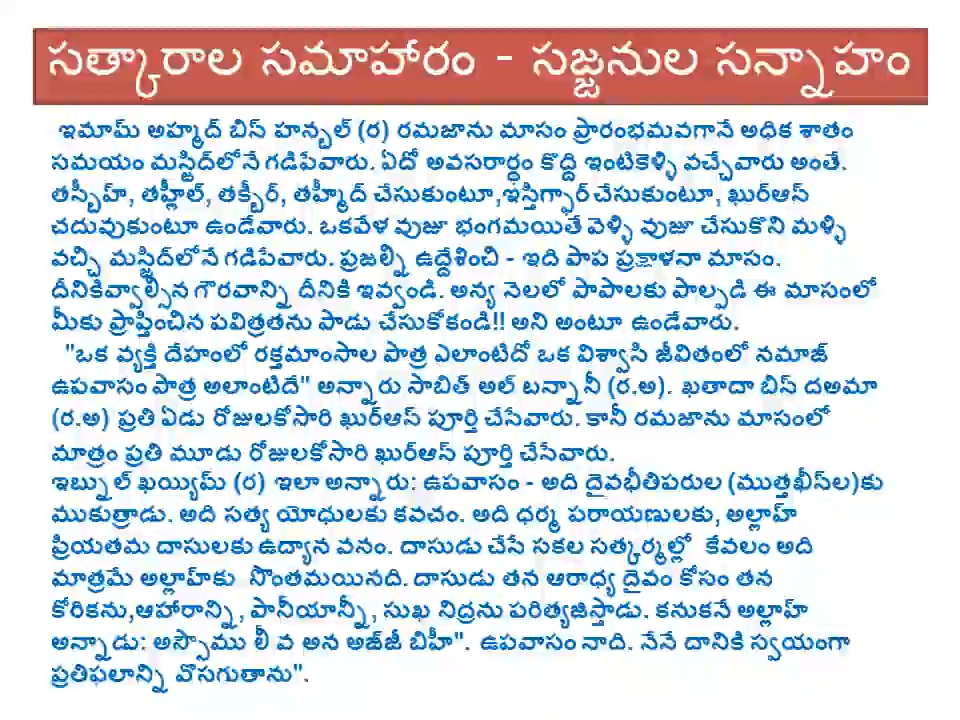 సత్కారాల సమాహారం - సజ్జనుల సన్నాహం
ఇమామ్ అహ్మద్ బిన్ హన్బల్ (ర) రమజాను మాసం ప్రారంభమవగానే అధిక శాతం
సమయం మస్జిద్‌లోనే గడిపేవారు. ఏదో అవసరార్థం కొద్ది ఇంటికెళ్ళి వచ్చేవారు అంతే.
తస్బీహ్, తహ్లీల్, తక్బీర్, తహ్మీద్ చేసుకుంటూ,ఇస్తిగ్ఫార్ చేసుకుంటూ, ఖుర్ఆన్
చదువుకుంటూ ఉండేవారు. ఒకవేళ వుజూ భంగమయితే వెళ్ళి వుజూ చేసుకొని మళ్ళి
వచ్చి మస్జిద్‌లోనే గడిపేవారు. ప్రజల్ని ఉద్దేశించి - ఇది పాప ప్రక్షాళనా మాసం.
దీనికివ్వాల్సిన గౌరవాన్ని దీనికి ఇవ్వండి. అన్య నెలలో పాపాలకు పాల్పడి ఈ మాసంలో
మీకు ప్రాప్తించిన పవిత్రతను పాడు చేసుకోకండి!! అని అంటూ ఉండేవారు.
"ఒక వ్యక్తి దేహంలో రక్తమాంసాల పాత్ర ఎలాంటిదో ఒక విశ్వాసి జీవితంలో నమాజ్
ఉపవాసం పాత్ర అలాంటిదే" అన్నారు సాబిత్ అల్ బన్నానీ (ర.అ). ఖతాదా బిన్ దఅమా
(ర.అ) ప్రతి ఏడు రోజులకోసారి ఖుర్ఆన్ పూర్తి చేసేవారు. కానీ రమజాను మాసంలో
మాత్రం ప్రతి మూడు రోజులకోసారి ఖుర్ఆన్ పూర్తి చేసేవారు.
ఇబ్నుల్ ఖయ్యిమ్ (ర) ఇలా అన్నారు: ఉపవాసం - అది దైవభీతిపరుల (ముత్తఖీన్‌ల)కు
ముకుత్రాడు. అది సత్య యోధులకు కవచం. అది ధర్మ పరాయణులకు, అల్లాహ్
ప్రియతమ దాసులకు ఉద్యాన వనం. దాసుడు చేసే సకల సత్కర్మల్లో కేవలం అది
మాత్రమే అల్లాహ్‌కు సొంతమయినది. దాసుడు తన ఆరాధ్య దైవం కోసం తన
కోరికను,ఆహారాన్ని, పానీయాన్నీ, సుఖ నిద్రను పరిత్యజిస్తాడు. కనుకనే అల్లాహ్
అన్నాడు: అస్సౌము లీ వ అన అజ్‌జీ బిహీ". ఉపవాసం నాది. నేనే దానికి స్వయంగా
ప్రతిఫలాన్ని వొసగుతాను".